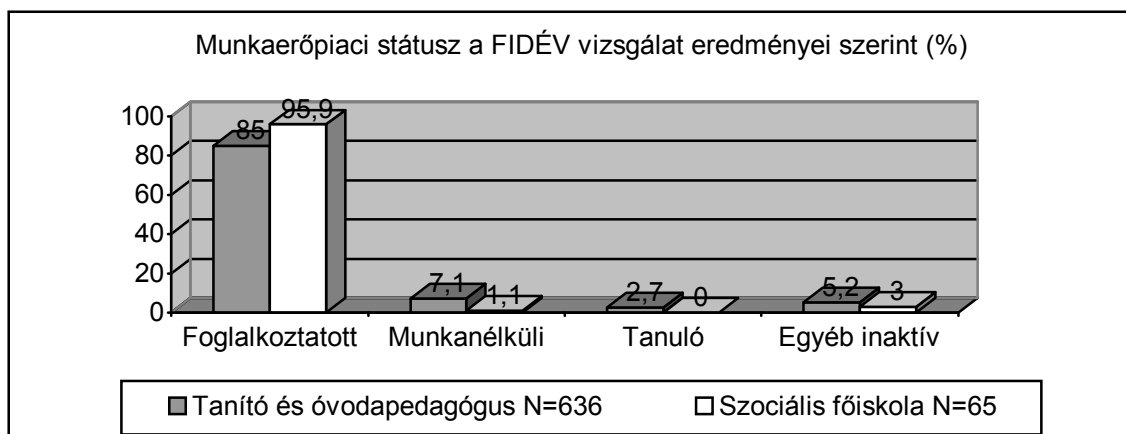 Munkaerőpiaci státusz a FIDÉV vizsgálat eredményei szerint (%)
100
80
60
40
20
0
85
95,9
7,1
1,1
2,7
0
5,2
3
Foglalkoztatott
Munkanélküli
Tanuló
Egyéb inaktív
Tanító és óvodapedagógus N=636
Szociális főiskola N=65